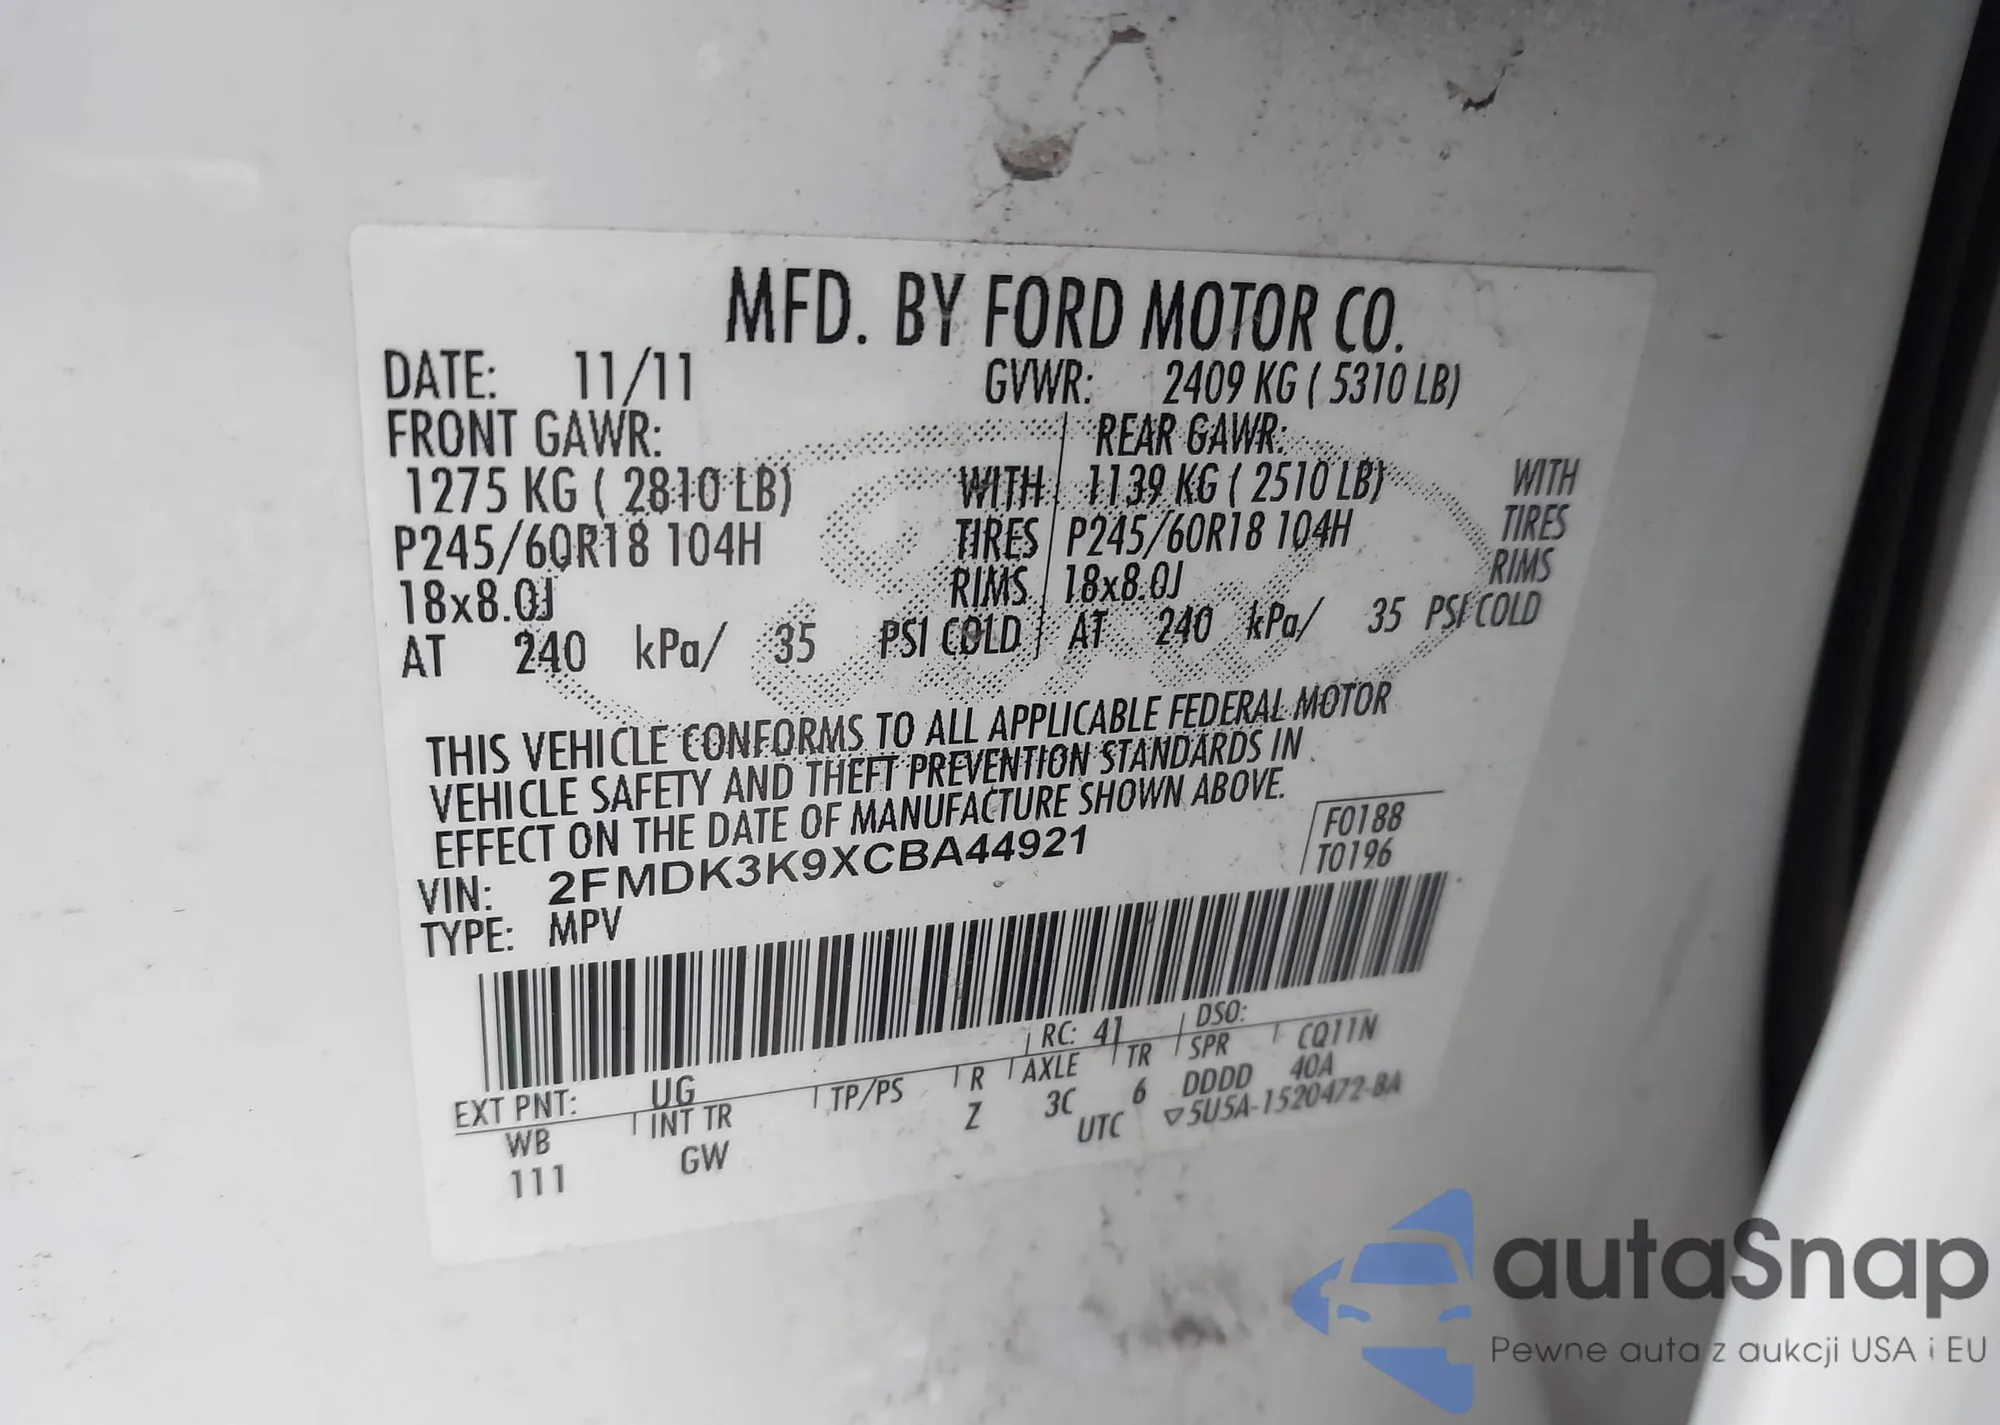 MFD. BY FORD MOTOR CO.
DATE: 11/11 GVWR: 2409 KG ( 5310 LB)
FRONT GAWR: REAR GAWR:
1275 KG ( 2810 LB) WITH 1139 KG ( 2510 LB) WITH
P245/60R18 104H TIRES P245/60R18 104H TIRES
18x8.0J RIMS 18x8.0J RIMS
AT 240 kPa/ 35 PSI COLD AT 240 kPa/ 35 PSI COLD
THIS VEHICLE CONFORMS TO ALL APPLICABLE FEDERAL MOTOR
VEHICLE SAFETY AND THEFT PREVENTION STANDARDS IN
EFFECT ON THE DATE OF MANUFACTURE SHOWN ABOVE.
F0188
VIN: 2FMDK3K9XCBA44921 T0196
TYPE: MPV
EXT PNT: UG RC: 41 DSO:
WB INT TR TP/PS R AXLE TR SPR CQ11N
111 GW Z 3C 6 DDDD 40A
UTC ▽5U5A-1520472-BA
autaSnap
Pewne auta z aukcji USA i EU